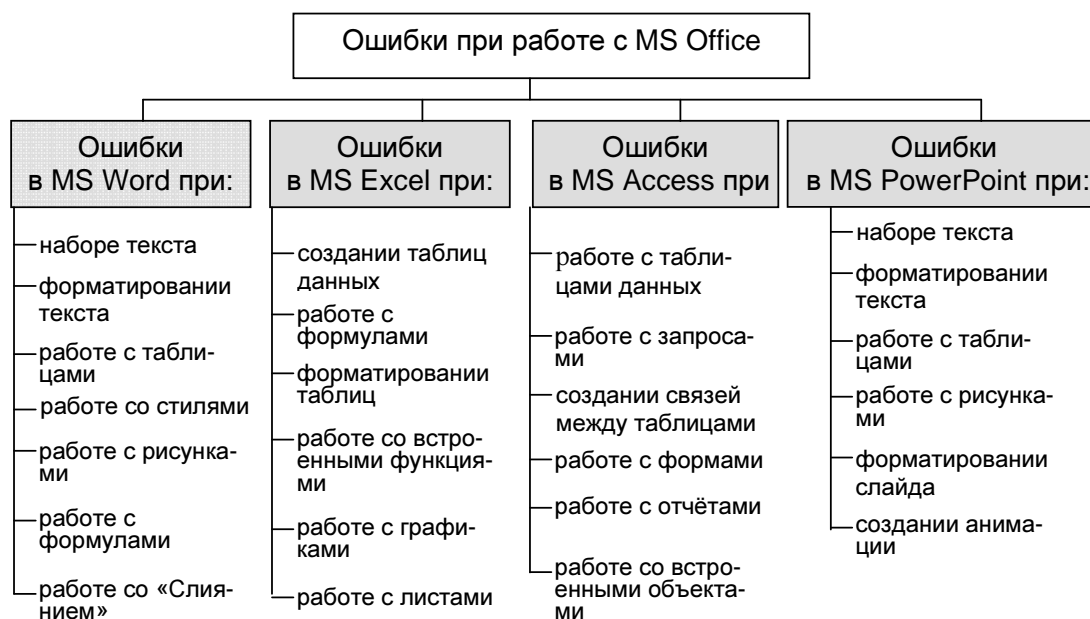 Ошибки при работе с MS Office
Ошибки
в MS Word при:
наборе текста
форматировании
текста
работе с табли-
цами
работе со стилями
работе с рисунка-
ми
работе с
формулами
работе со «Слия-
нием»
Ошибки
в MS Excel при:
создании таблиц
данных
работе с
формулами
форматировании
таблиц
работе со встро-
енными функция-
ми
работе с графи-
ками
работе с листами
Ошибки
в MS Access при
работе с табли-
цами данных
работе с запроса-
ми
создании связей
между таблицами
работе с формами
работе с отчётами
работе со встро-
енными объекта-
ми
Ошибки
в MS PowerPoint при:
наборе текста
форматировании
текста
работе с табли-
цами
работе с рисунка-
ми
форматировании
слайда
создании анима-
ции